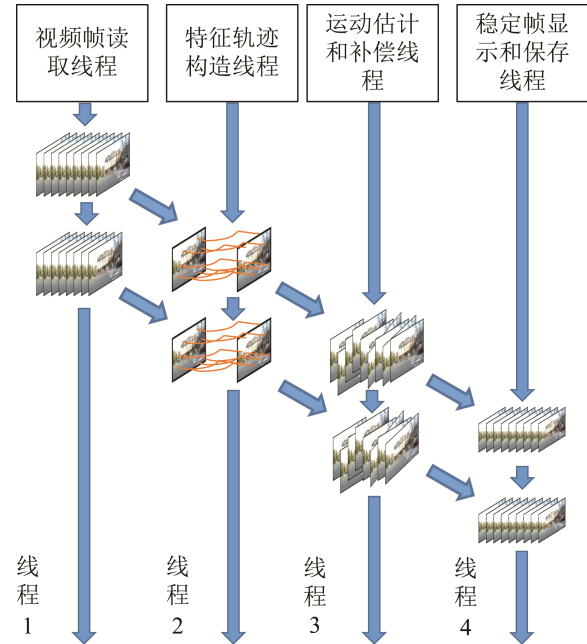 视频帧读
取线程
特征轨迹
构造线程
运动估计
和补偿线
程
稳定帧显
示和保存
线程
线
程
1
线
程
2
线
程
3
线
程
4